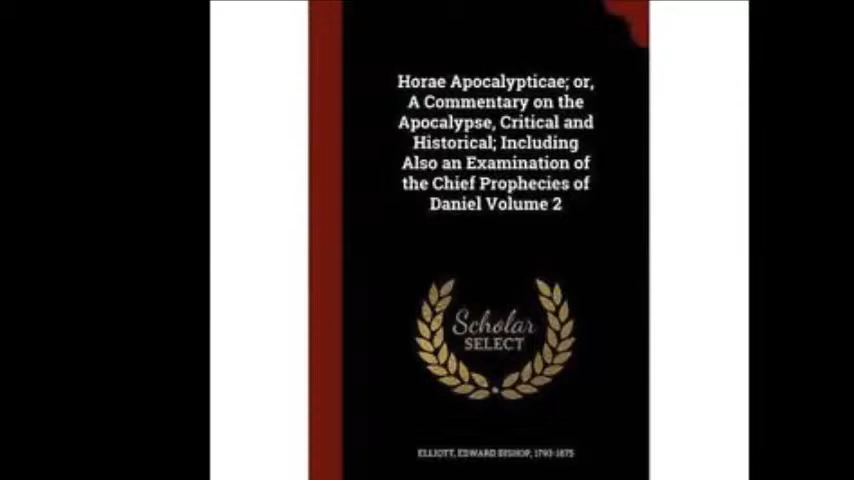 Horae Apocalypticae; or,
A Commentary on the
Apocalypse, Critical and
Historical; Including
Also an Examination of
the Chief Prophecies of
Daniel Volume 2
Scholar
SELECT
ELLIOTT, EDWARD BISHOP, 1793-1875